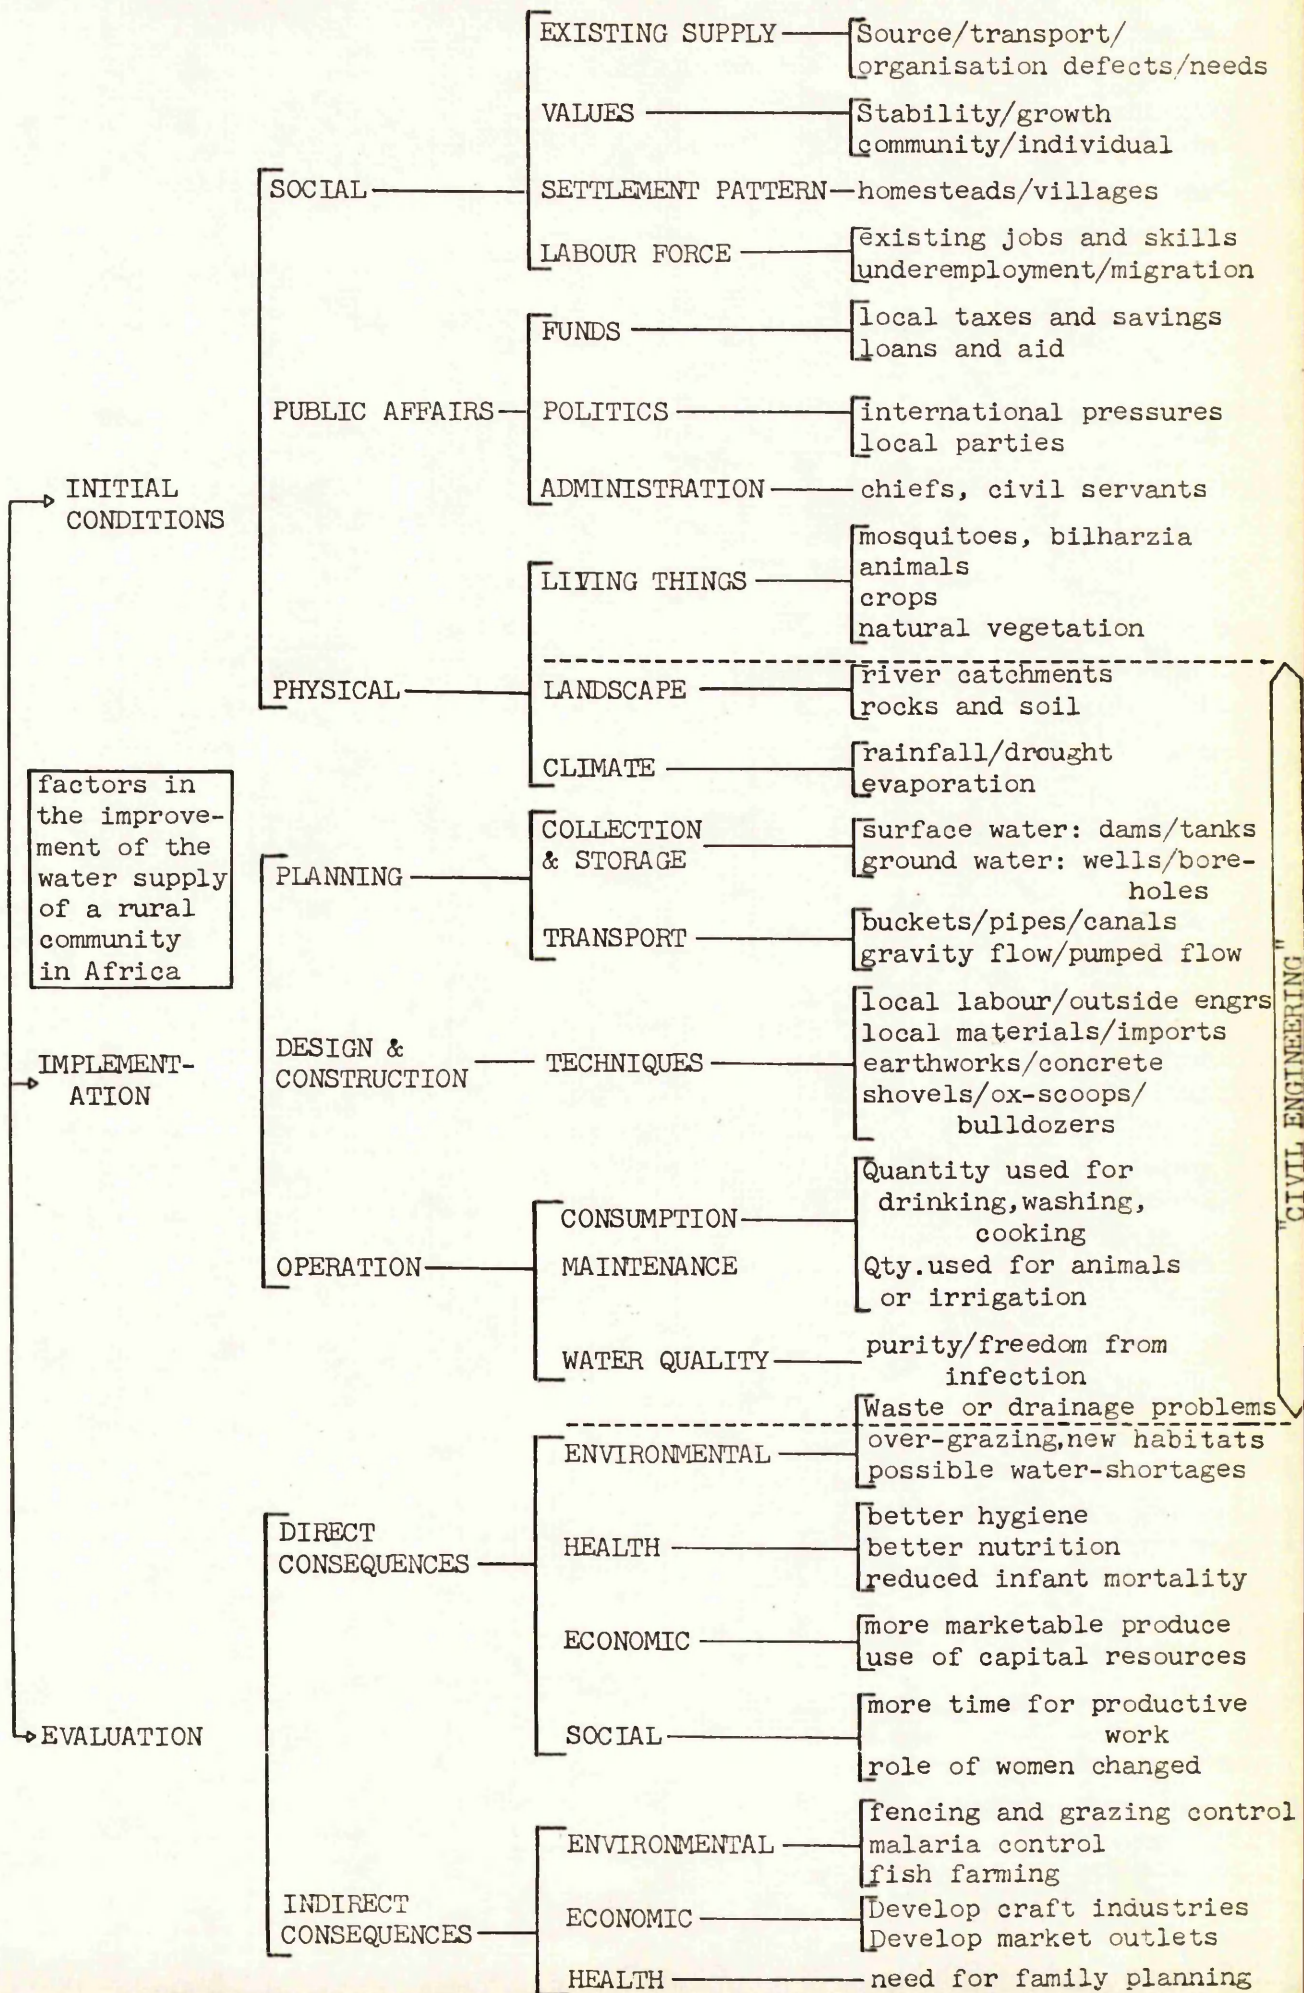 EXISTING SUPPLY
Source/transport/
organisation defects/needs
VALUES
Stability/growth
community/individual
SOCIAL
SETTLEMENT PATTERN
homesteads/villages
LABOUR FORCE
existing jobs and skills
underemployment/migration
FUNDS
local taxes and savings
loans and aid
PUBLIC AFFAIRS
POLITICS
international pressures
local parties
INITIAL
CONDITIONS
ADMINISTRATION
chiefs, civil servants
LIVING THINGS
mosquitoes, bilharzia
animals
crops
natural vegetation
PHYSICAL
LANDSCAPE
river catchments
rocks and soil
CLIMATE
rainfall/drought
evaporation
factors in
the improve-
ment of the
water supply
of a rural
community
in Africa
PLANNING
COLLECTION
& STORAGE
surface water: dams/tanks
ground water: wells/bore-
holes
TRANSPORT
buckets/pipes/canals
gravity flow/pumped flow
"CIVIL ENGINEERING"
IMPLEMENT-
ATION
DESIGN &
CONSTRUCTION
TECHNIQUES
local labour/outside engrs
local materials/imports
earthworks/concrete
shovels/ox-scoops/
bulldozers
OPERATION
CONSUMPTION
MAINTENANCE
Quantity used for
drinking,washing,
cooking
Qty.used for animals
or irrigation
WATER QUALITY
purity/freedom from
infection
Waste or drainage problems
ENVIRONMENTAL
over-grazing,new habitats
possible water-shortages
DIRECT
CONSEQUENCES
HEALTH
better hygiene
better nutrition
reduced infant mortality
ECONOMIC
more marketable produce
use of capital resources
EVALUATION
SOCIAL
more time for productive
work
role of women changed
ENVIRONMENTAL
fencing and grazing control
malaria control
fish farming
INDIRECT
CONSEQUENCES
ECONOMIC
Develop craft industries
Develop market outlets
HEALTH
need for family planning